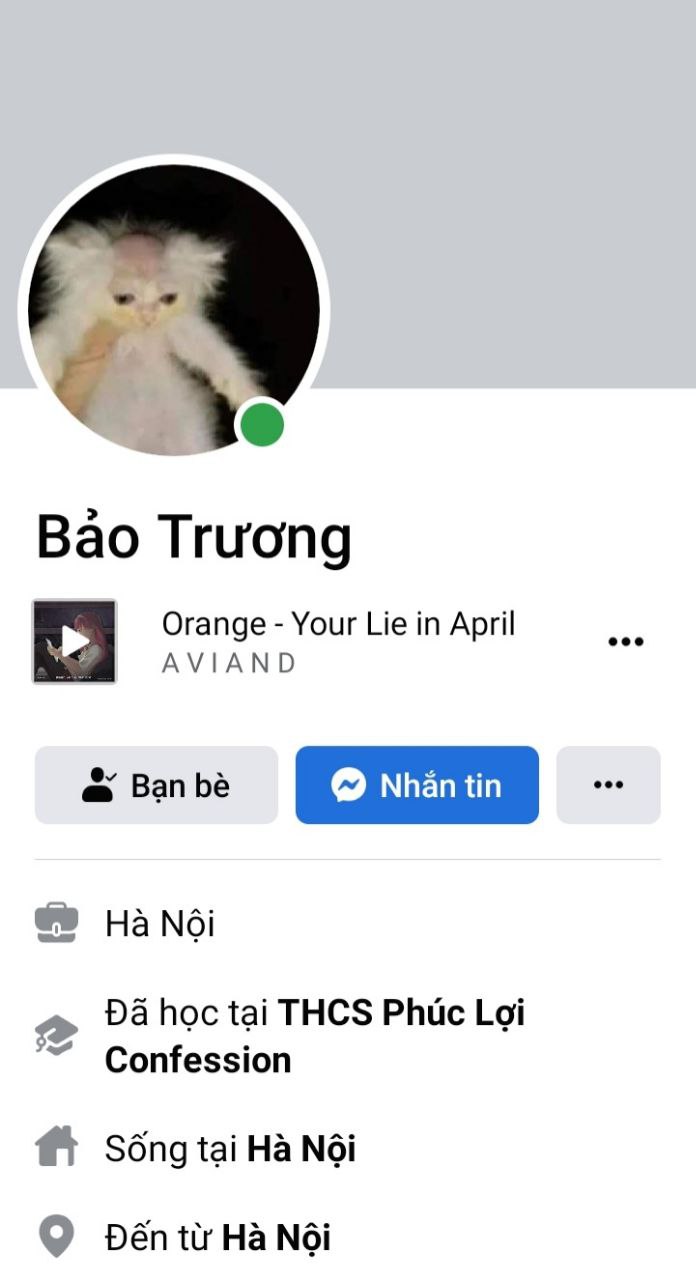 Bảo Trương
Orange - Your Lie in April
AVIAND
Bạn bè
Nhắn tin
Hà Nội
Đã học tại THCS Phúc Lợi
Confession
Sống tại Hà Nội
Đến từ Hà Nội